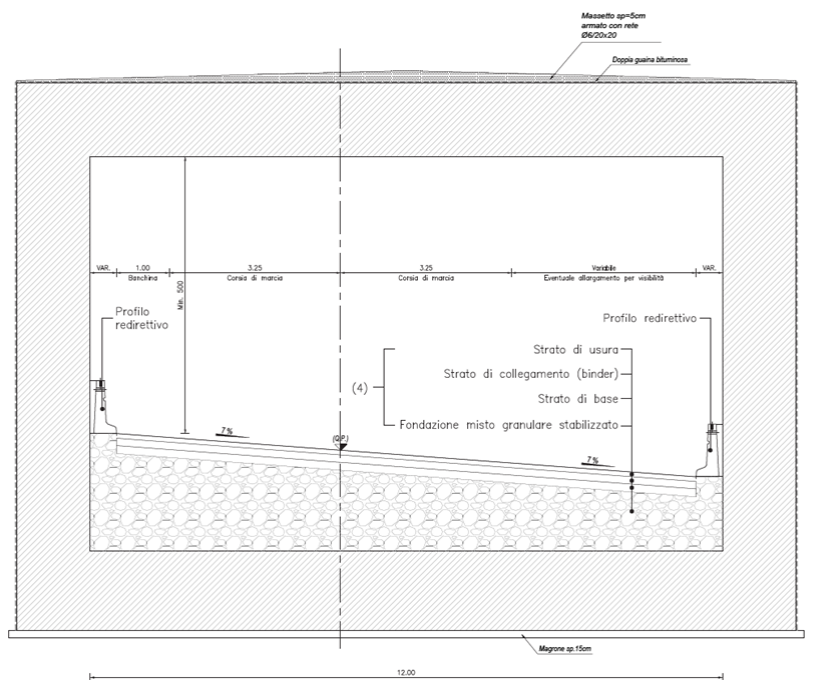 Massetto sp=5cm
armato con rete
Ø6/20x20
Doppia guaina bituminosa
VAR.
1.00
3.25
3.25
Variabile
VAR.
Banchina
Corsia di marcia
Corsia di marcia
Eventuale allargamento per visibilità
Min. 500
Profilo
redirettivo
Profilo redirettivo
Strato di usura
Strato di collegamento (binder)
(4)
Strato di base
Fondazione misto granulare stabilizzato
7%
(Q.P.)
7%
Magrone sp.15cm
12.00